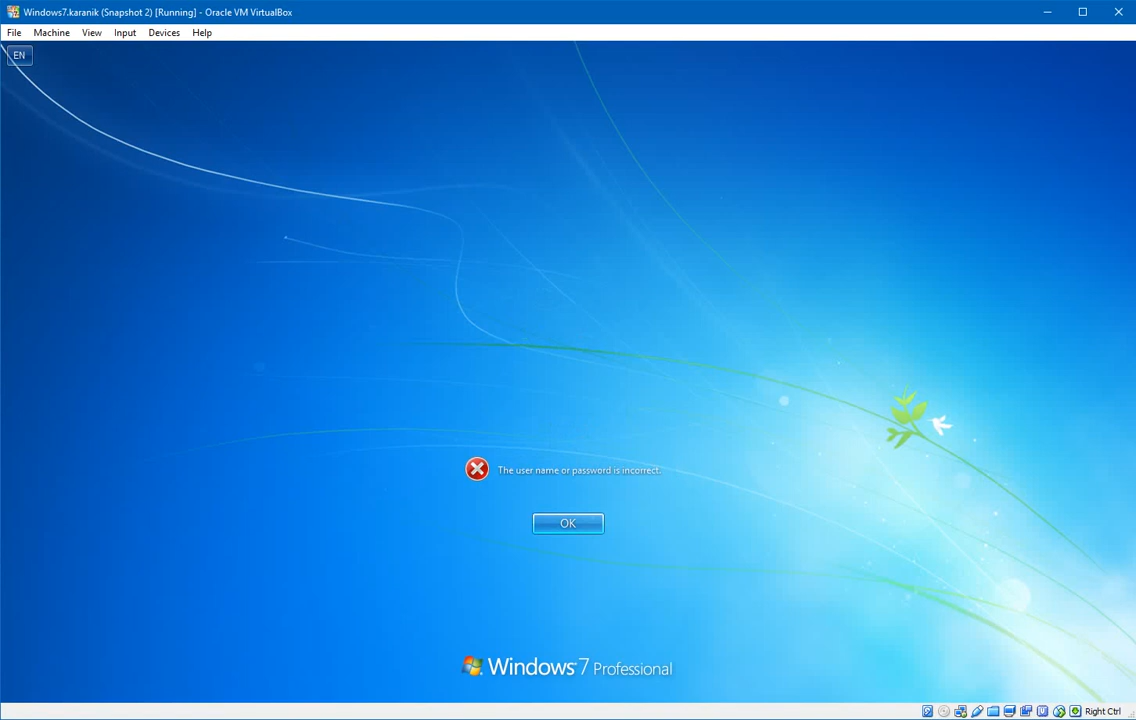 Windows7.karanik (Snapshot 2) [Running] - Oracle VM VirtualBox
File Machine View Input Devices Help
EN
The user name or password is incorrect.
OK
Windows 7 Professional
Right Ctrl